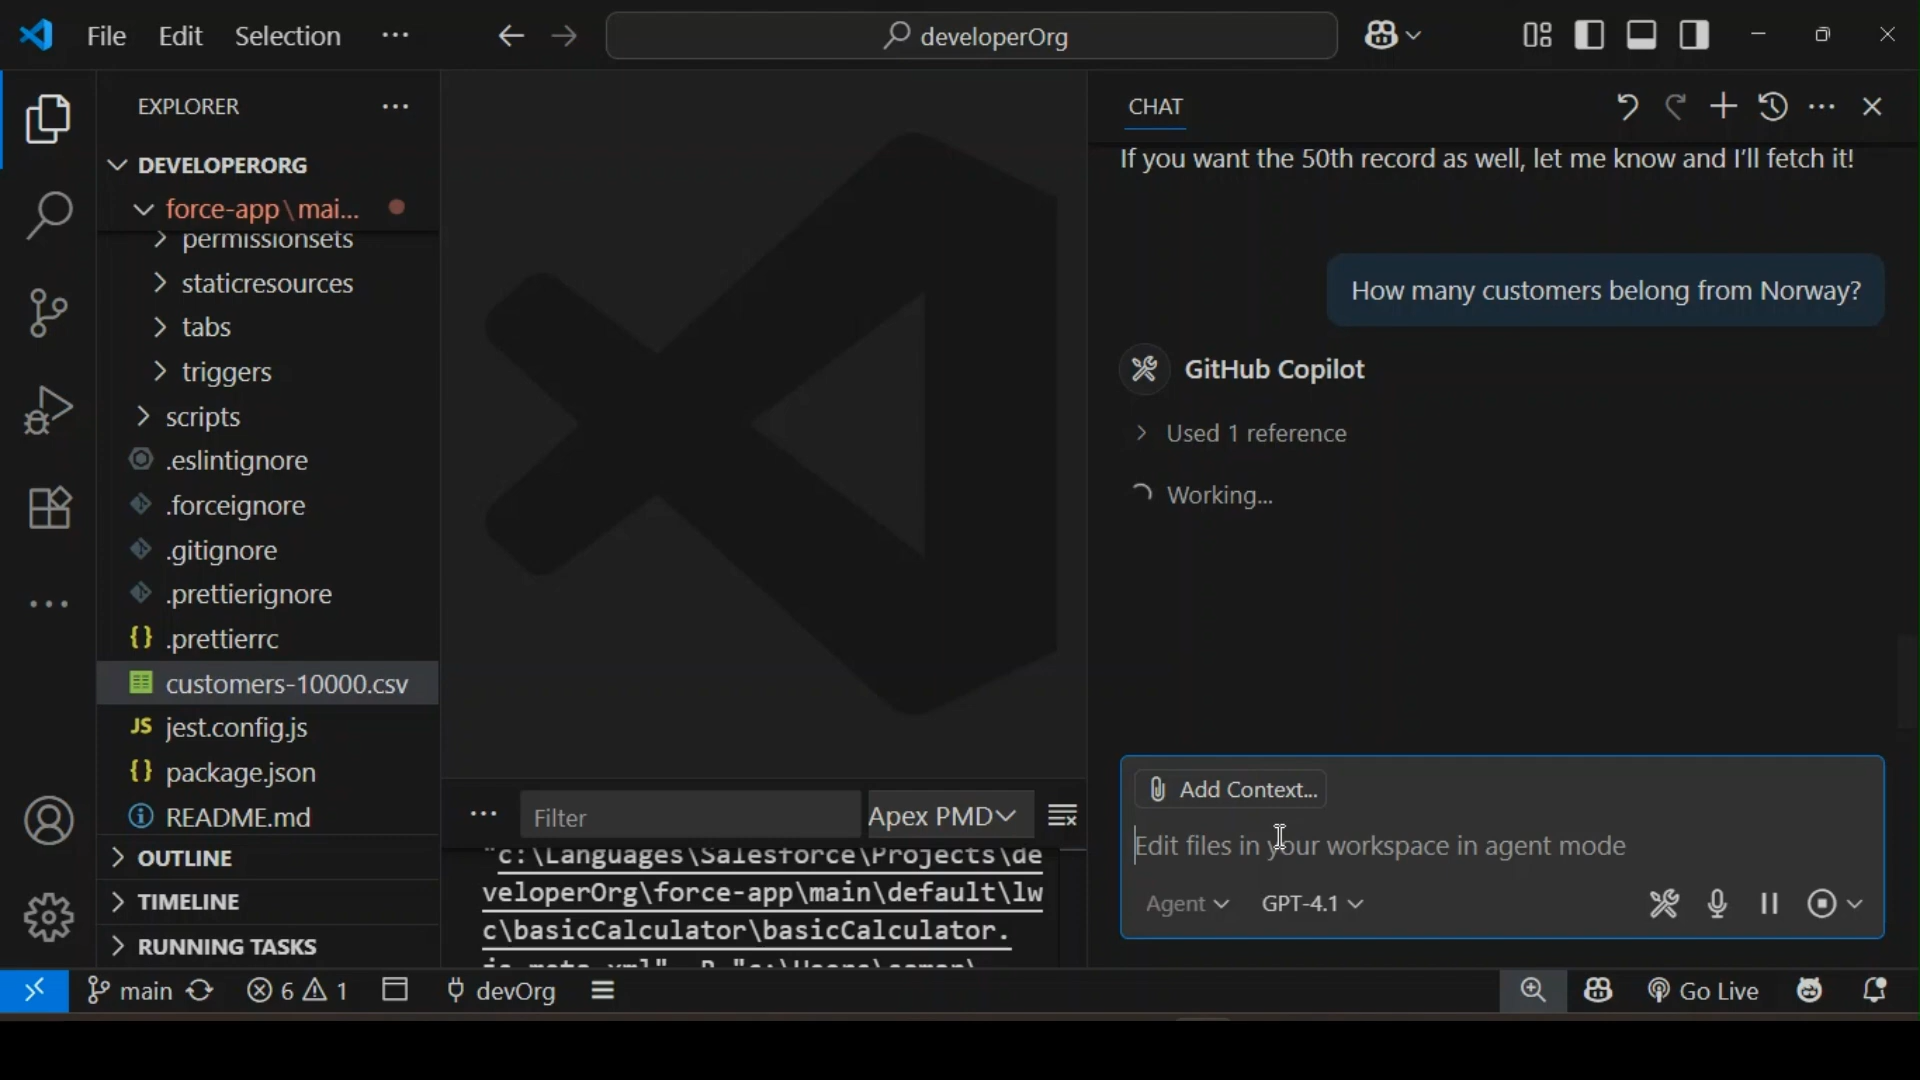 File Edit Selection ...
developerOrg
EXPLORER
DEVELOPERORG
force-app\mai...
permissionsets
staticresources
tabs
triggers
scripts
.eslintignore
.forceignore
.gitignore
.prettierignore
{} .prettierrc
customers-10000.csv
JS jest.config.js
{} package.json
README.md
OUTLINE
TIMELINE
RUNNING TASKS
Filter
Apex PMD
"c:\Languages\Salesforce\Projects\de
veloperOrg\force-app\main\default\lw
c\basicCalculator\basicCalculator.
CHAT
If you want the 50th record as well, let me know and I'll fetch it!
How many customers belong from Norway?
GitHub Copilot
Used 1 reference
Working...
Add Context...
Edit files in your workspace in agent mode
Agent GPT-4.1
main 6 1 devOrg Go Live